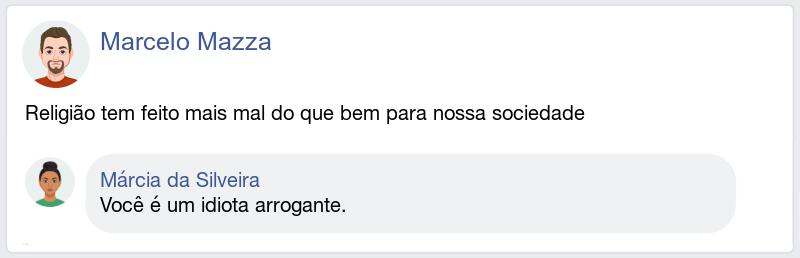 Marcelo Mazza
Religião tem feito mais mal do que bem para nossa sociedade
Márcia da Silveira
Você é um idiota arrogante.